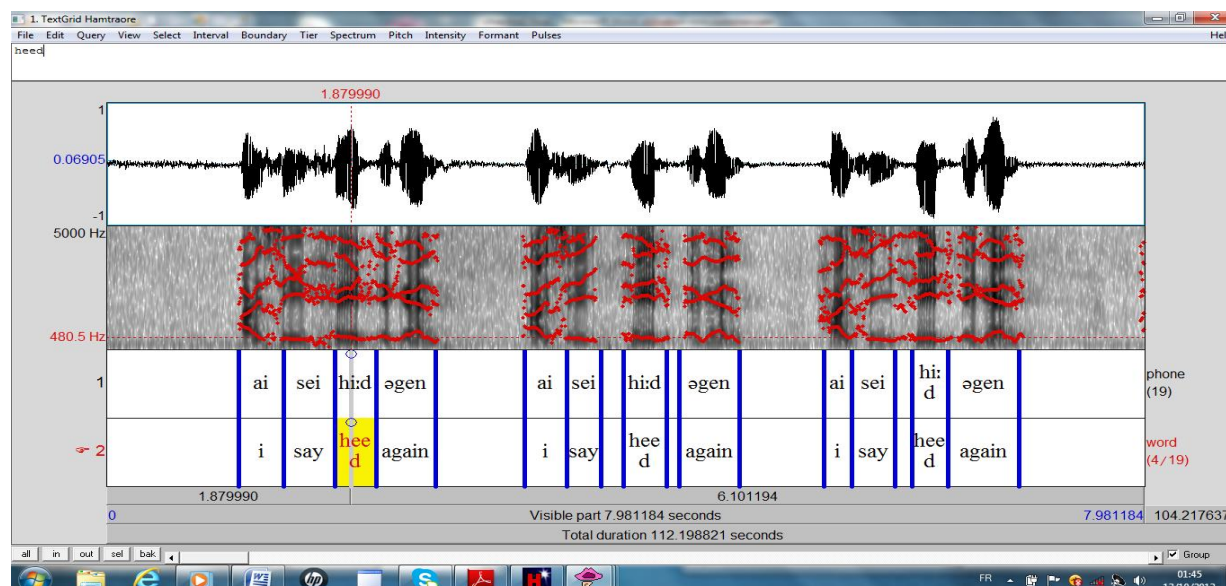 1. TextGrid Hamtraore
File Edit Query View Select Interval Boundary Tier Spectrum Pitch Intensity Formant Pulses Hel
heed
1.879990
1
0.06905
-1
5000 Hz
480.5 Hz
1 ai sei hi:d əgen ai sei hi:d əgen ai sei hi: əgen phone
d (19)
2 i say hee again i say hee again i say hee again word
d d d (4/19)
1.879990 6.101194
0 Visible part 7.981184 seconds 7.981184 104.217637
Total duration 112.198821 seconds
all in out sel bak Group
hp FR 01:45